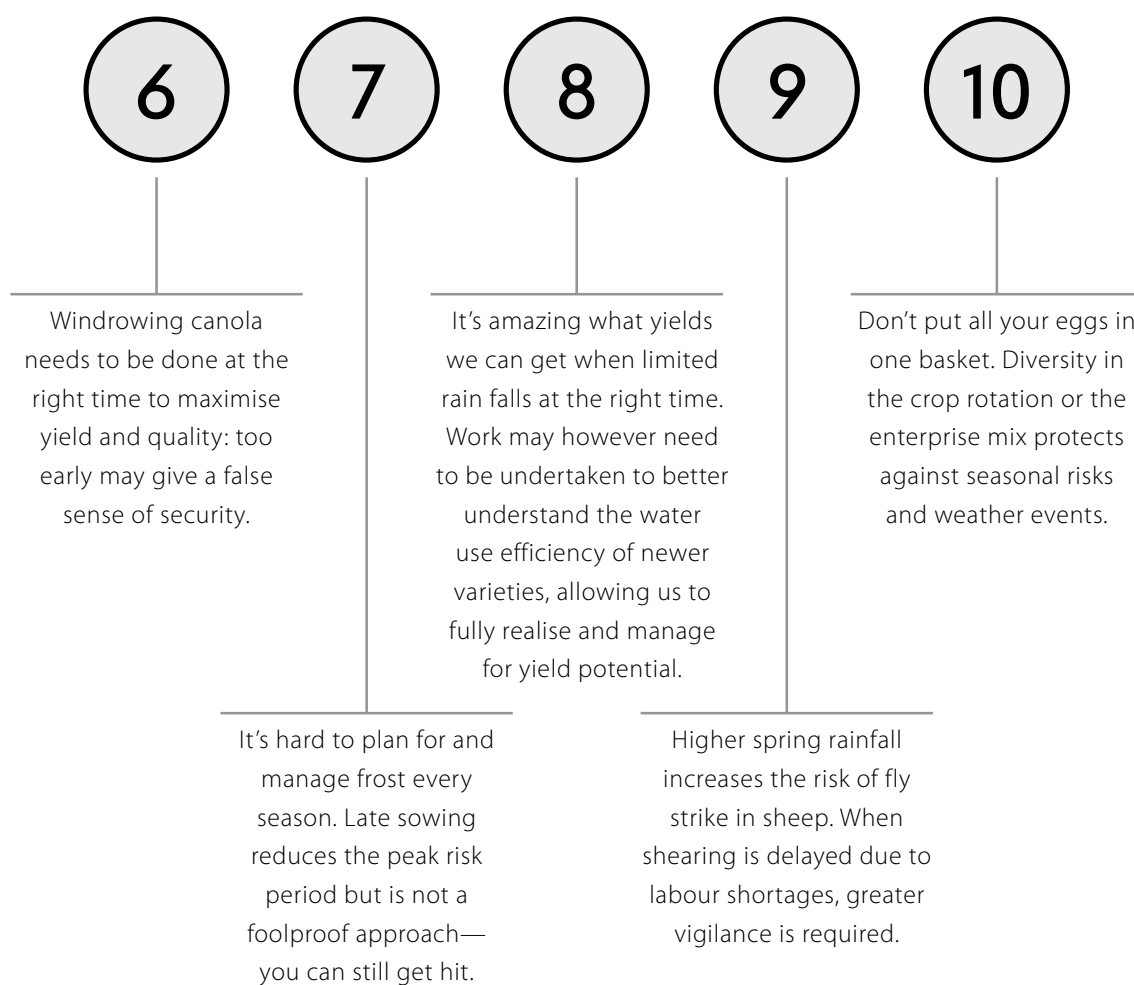 6
7
8
9
10
Windrowing canola
needs to be done at the
right time to maximise
yield and quality: too
early may give a false
sense of security.
It’s hard to plan for and
manage frost every
season. Late sowing
reduces the peak risk
period but is not a
foolproof approach—
you can still get hit.
It’s amazing what yields
we can get when limited
rain falls at the right time.
Work may however need
to be undertaken to better
understand the water
use efficiency of newer
varieties, allowing us to
fully realise and manage
for yield potential.
Higher spring rainfall
increases the risk of fly
strike in sheep. When
shearing is delayed due to
labour shortages, greater
vigilance is required.
Don’t put all your eggs in
one basket. Diversity in
the crop rotation or the
enterprise mix protects
against seasonal risks
and weather events.